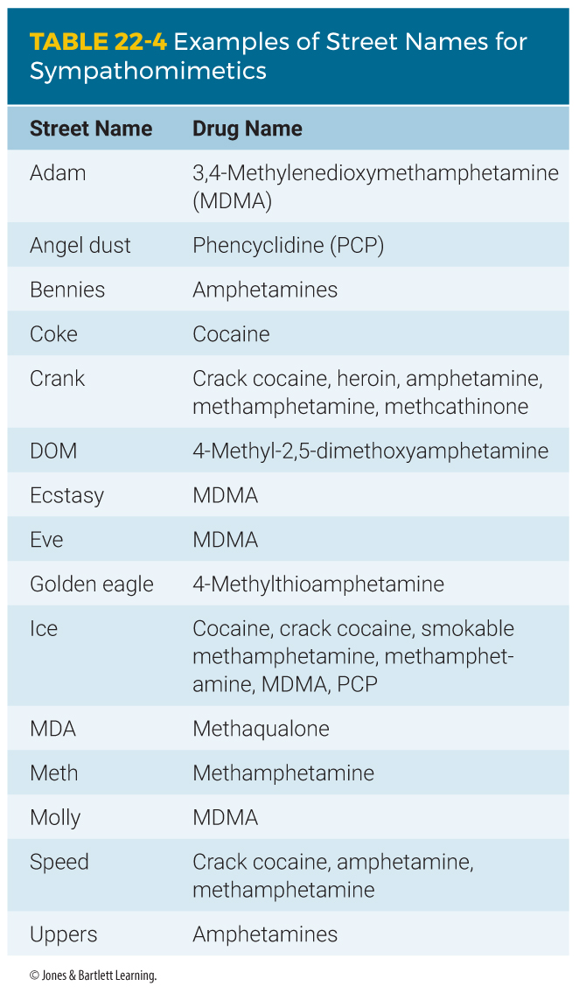 TABLE 22-4 Examples of Street Names for
Sympathomimetics
Street Name Drug Name
Adam 3,4-Methylenedioxymethamphetamine
(MDMA)
Angel dust Phencyclidine (PCP)
Bennies Amphetamines
Coke Cocaine
Crank Crack cocaine, heroin, amphetamine,
methamphetamine, methcathinone
DOM 4-Methyl-2,5-dimethoxyamphetamine
Ecstasy MDMA
Eve MDMA
Golden eagle 4-Methylthioamphetamine
Ice Cocaine, crack cocaine, smokable
methamphetamine, methamphet-
amine, MDMA, PCP
MDA Methaqualone
Meth Methamphetamine
Molly MDMA
Speed Crack cocaine, amphetamine,
methamphetamine
Uppers Amphetamines
© Jones & Bartlett Learning.